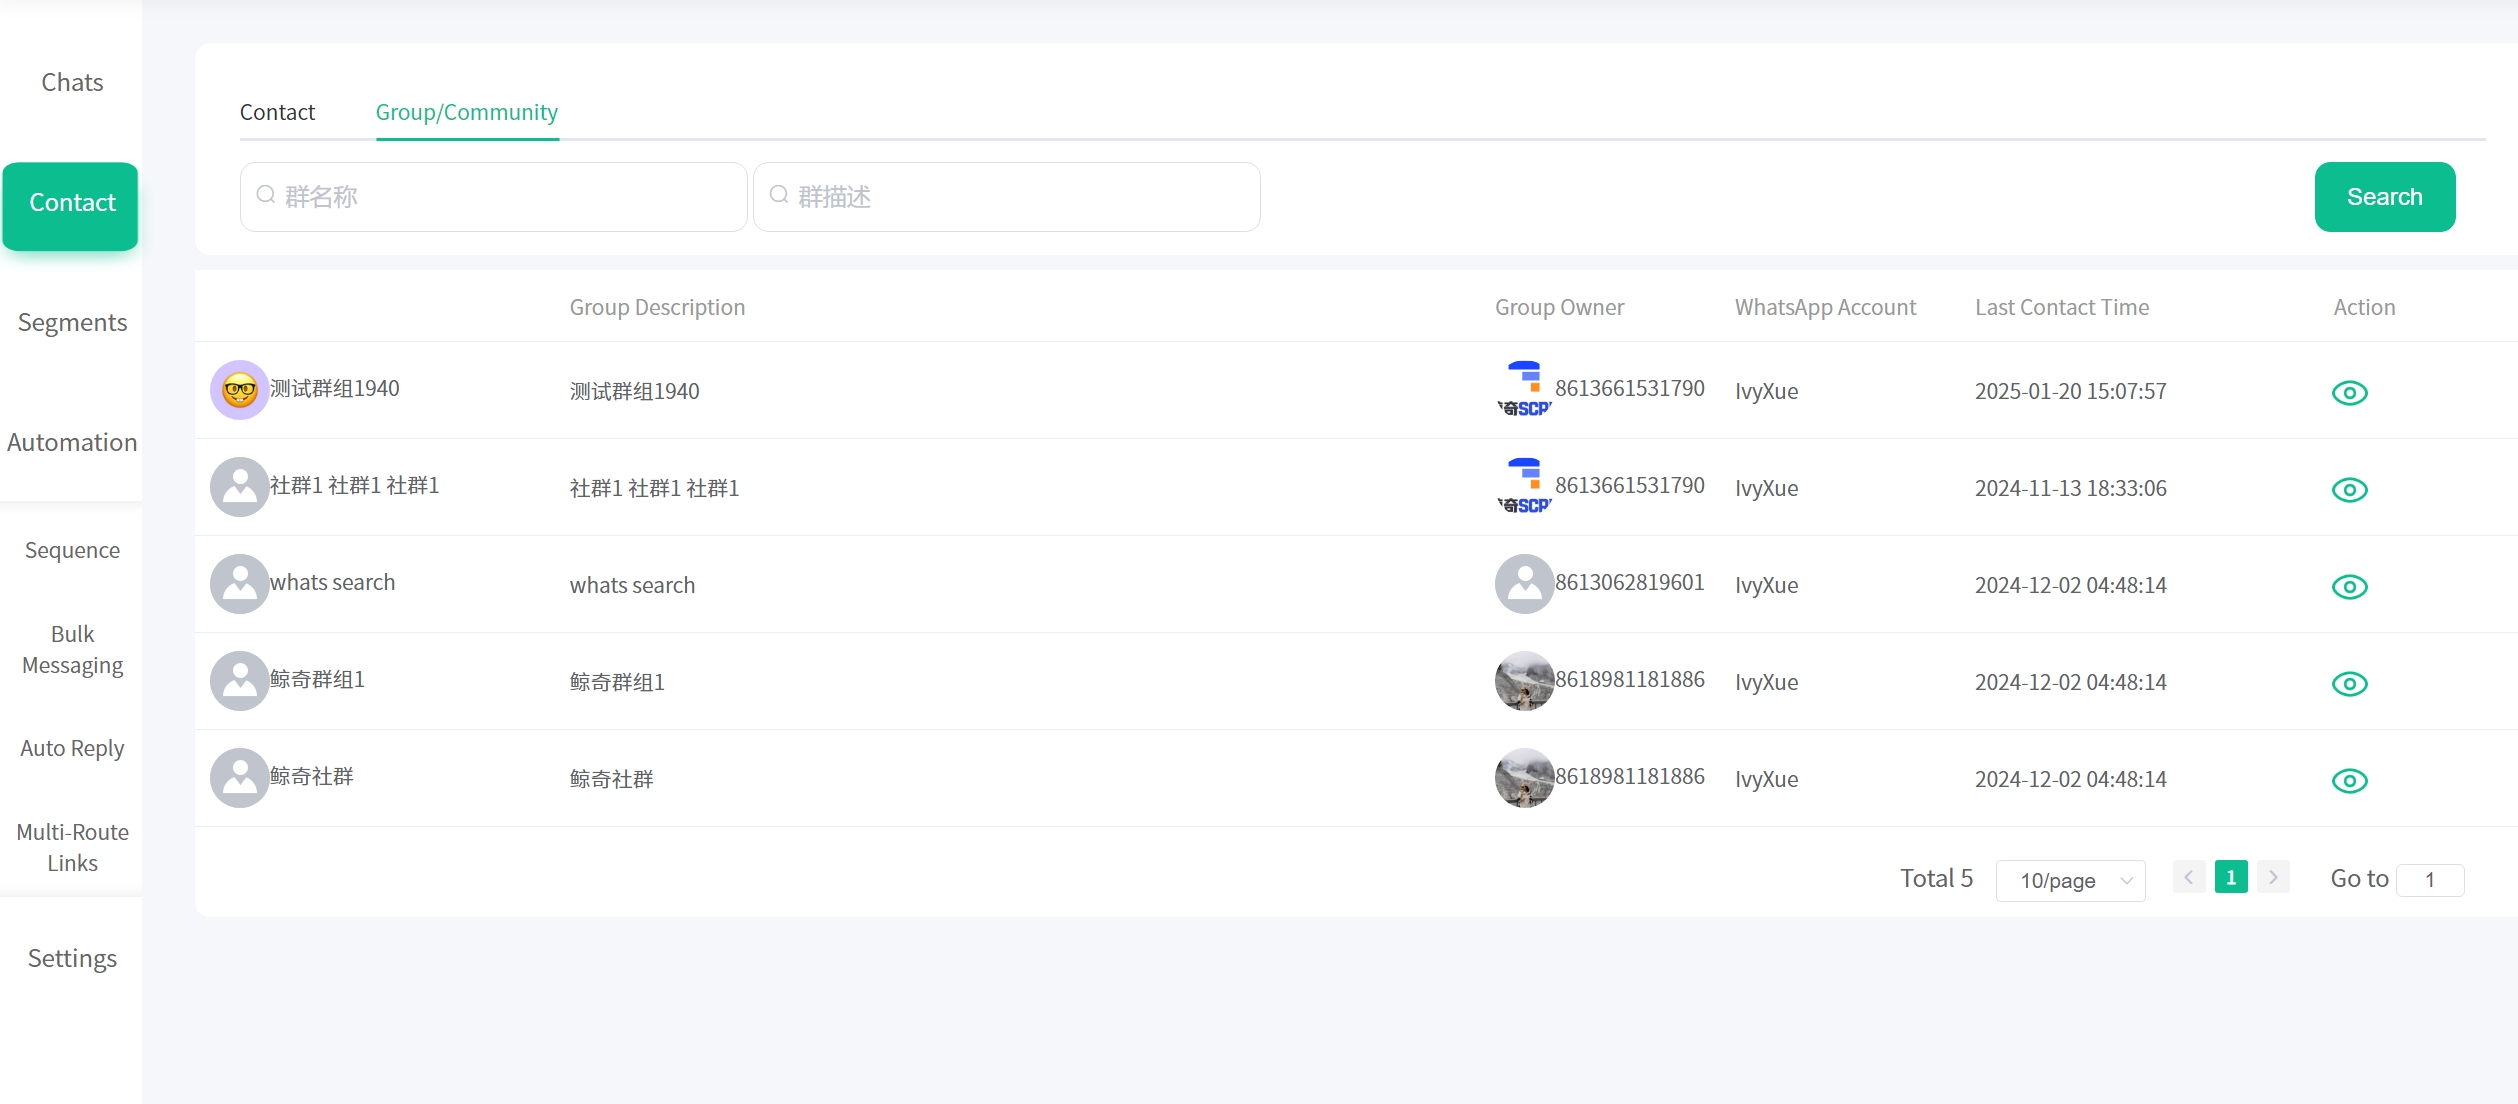 Chats
Contact
Segments
Automation
Sequence
Bulk
Messaging
Auto Reply
Multi-Route
Links
Settings
Contact Group/Community
群名称 群描述 Search
Group Description Group Owner WhatsApp Account Last Contact Time Action
测试群组1940 测试群组1940 奇SCP 8613661531790 IvyXue 2025-01-20 15:07:57
社群1 社群1 社群1 社群1 社群1 社群1 奇SCP 8613661531790 IvyXue 2024-11-13 18:33:06
whats search whats search 8613062819601 IvyXue 2024-12-02 04:48:14
鲸奇群组1 鲸奇群组1 8618981181886 IvyXue 2024-12-02 04:48:14
鲸奇社群 鲸奇社群 8618981181886 IvyXue 2024-12-02 04:48:14
Total 5 10/page 1 Go to 1